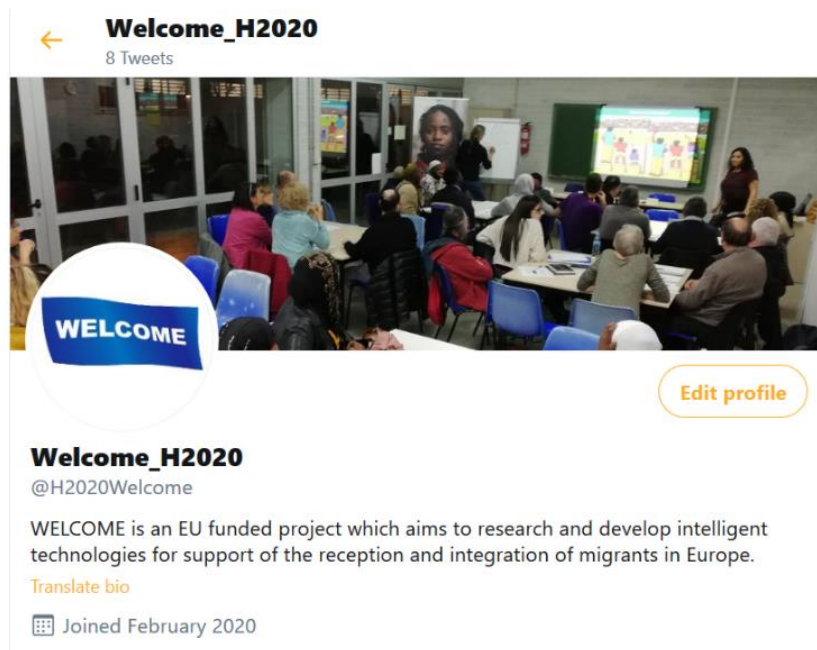 Welcome_H2020
8 Tweets
WELCOME
Edit profile
Welcome_H2020
@H2020Welcome
WELCOME is an EU funded project which aims to research and develop intelligent
technologies for support of the reception and integration of migrants in Europe.
Translate bio
Joined February 2020